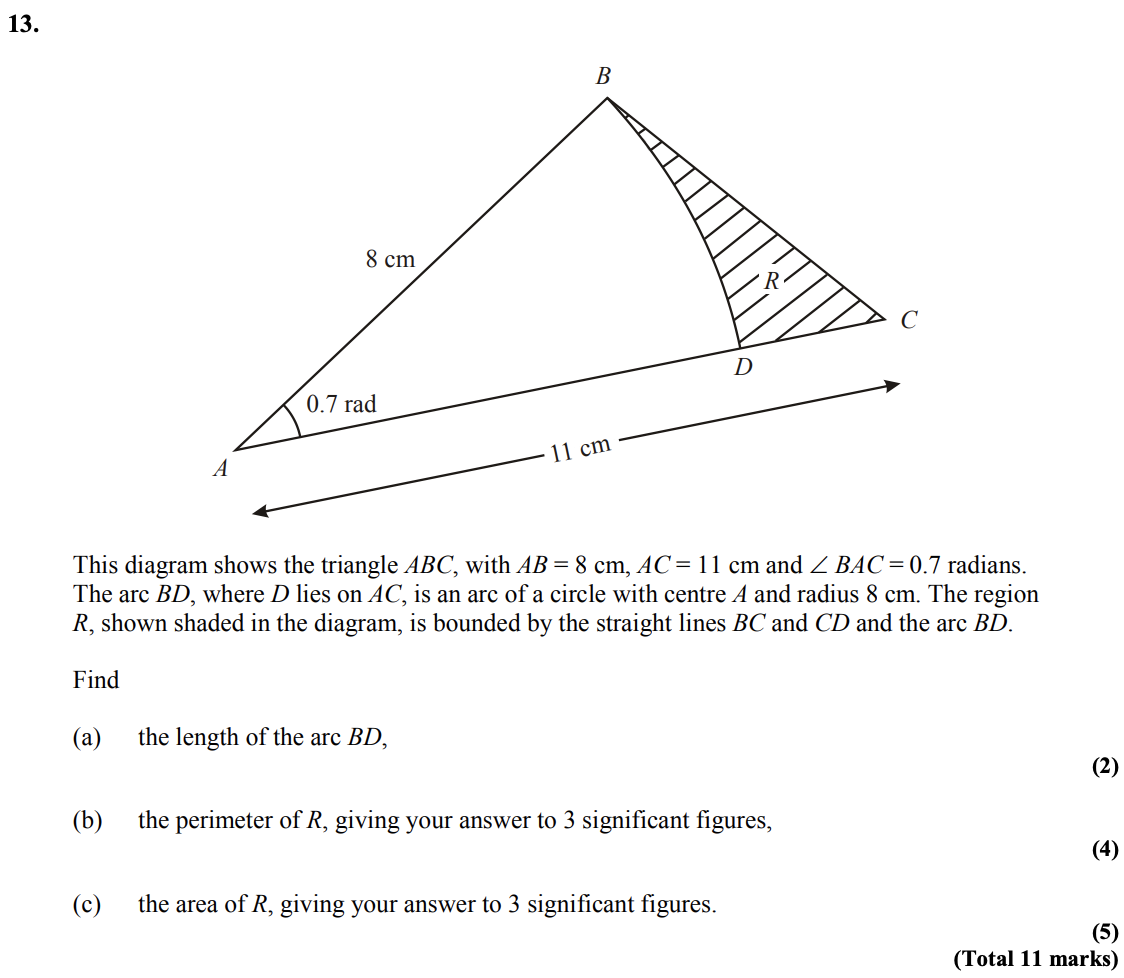 13.
B
8 cm
R
C
D
0.7 rad
11 cm
A
This diagram shows the triangle ABC, with AB = 8 cm, AC = 11 cm and ∠ BAC = 0.7 radians.
The arc BD, where D lies on AC, is an arc of a circle with centre A and radius 8 cm. The region
R, shown shaded in the diagram, is bounded by the straight lines BC and CD and the arc BD.
Find
(a) the length of the arc BD,
(2)
(b) the perimeter of R, giving your answer to 3 significant figures,
(4)
(c) the area of R, giving your answer to 3 significant figures.
(5)
(Total 11 marks)